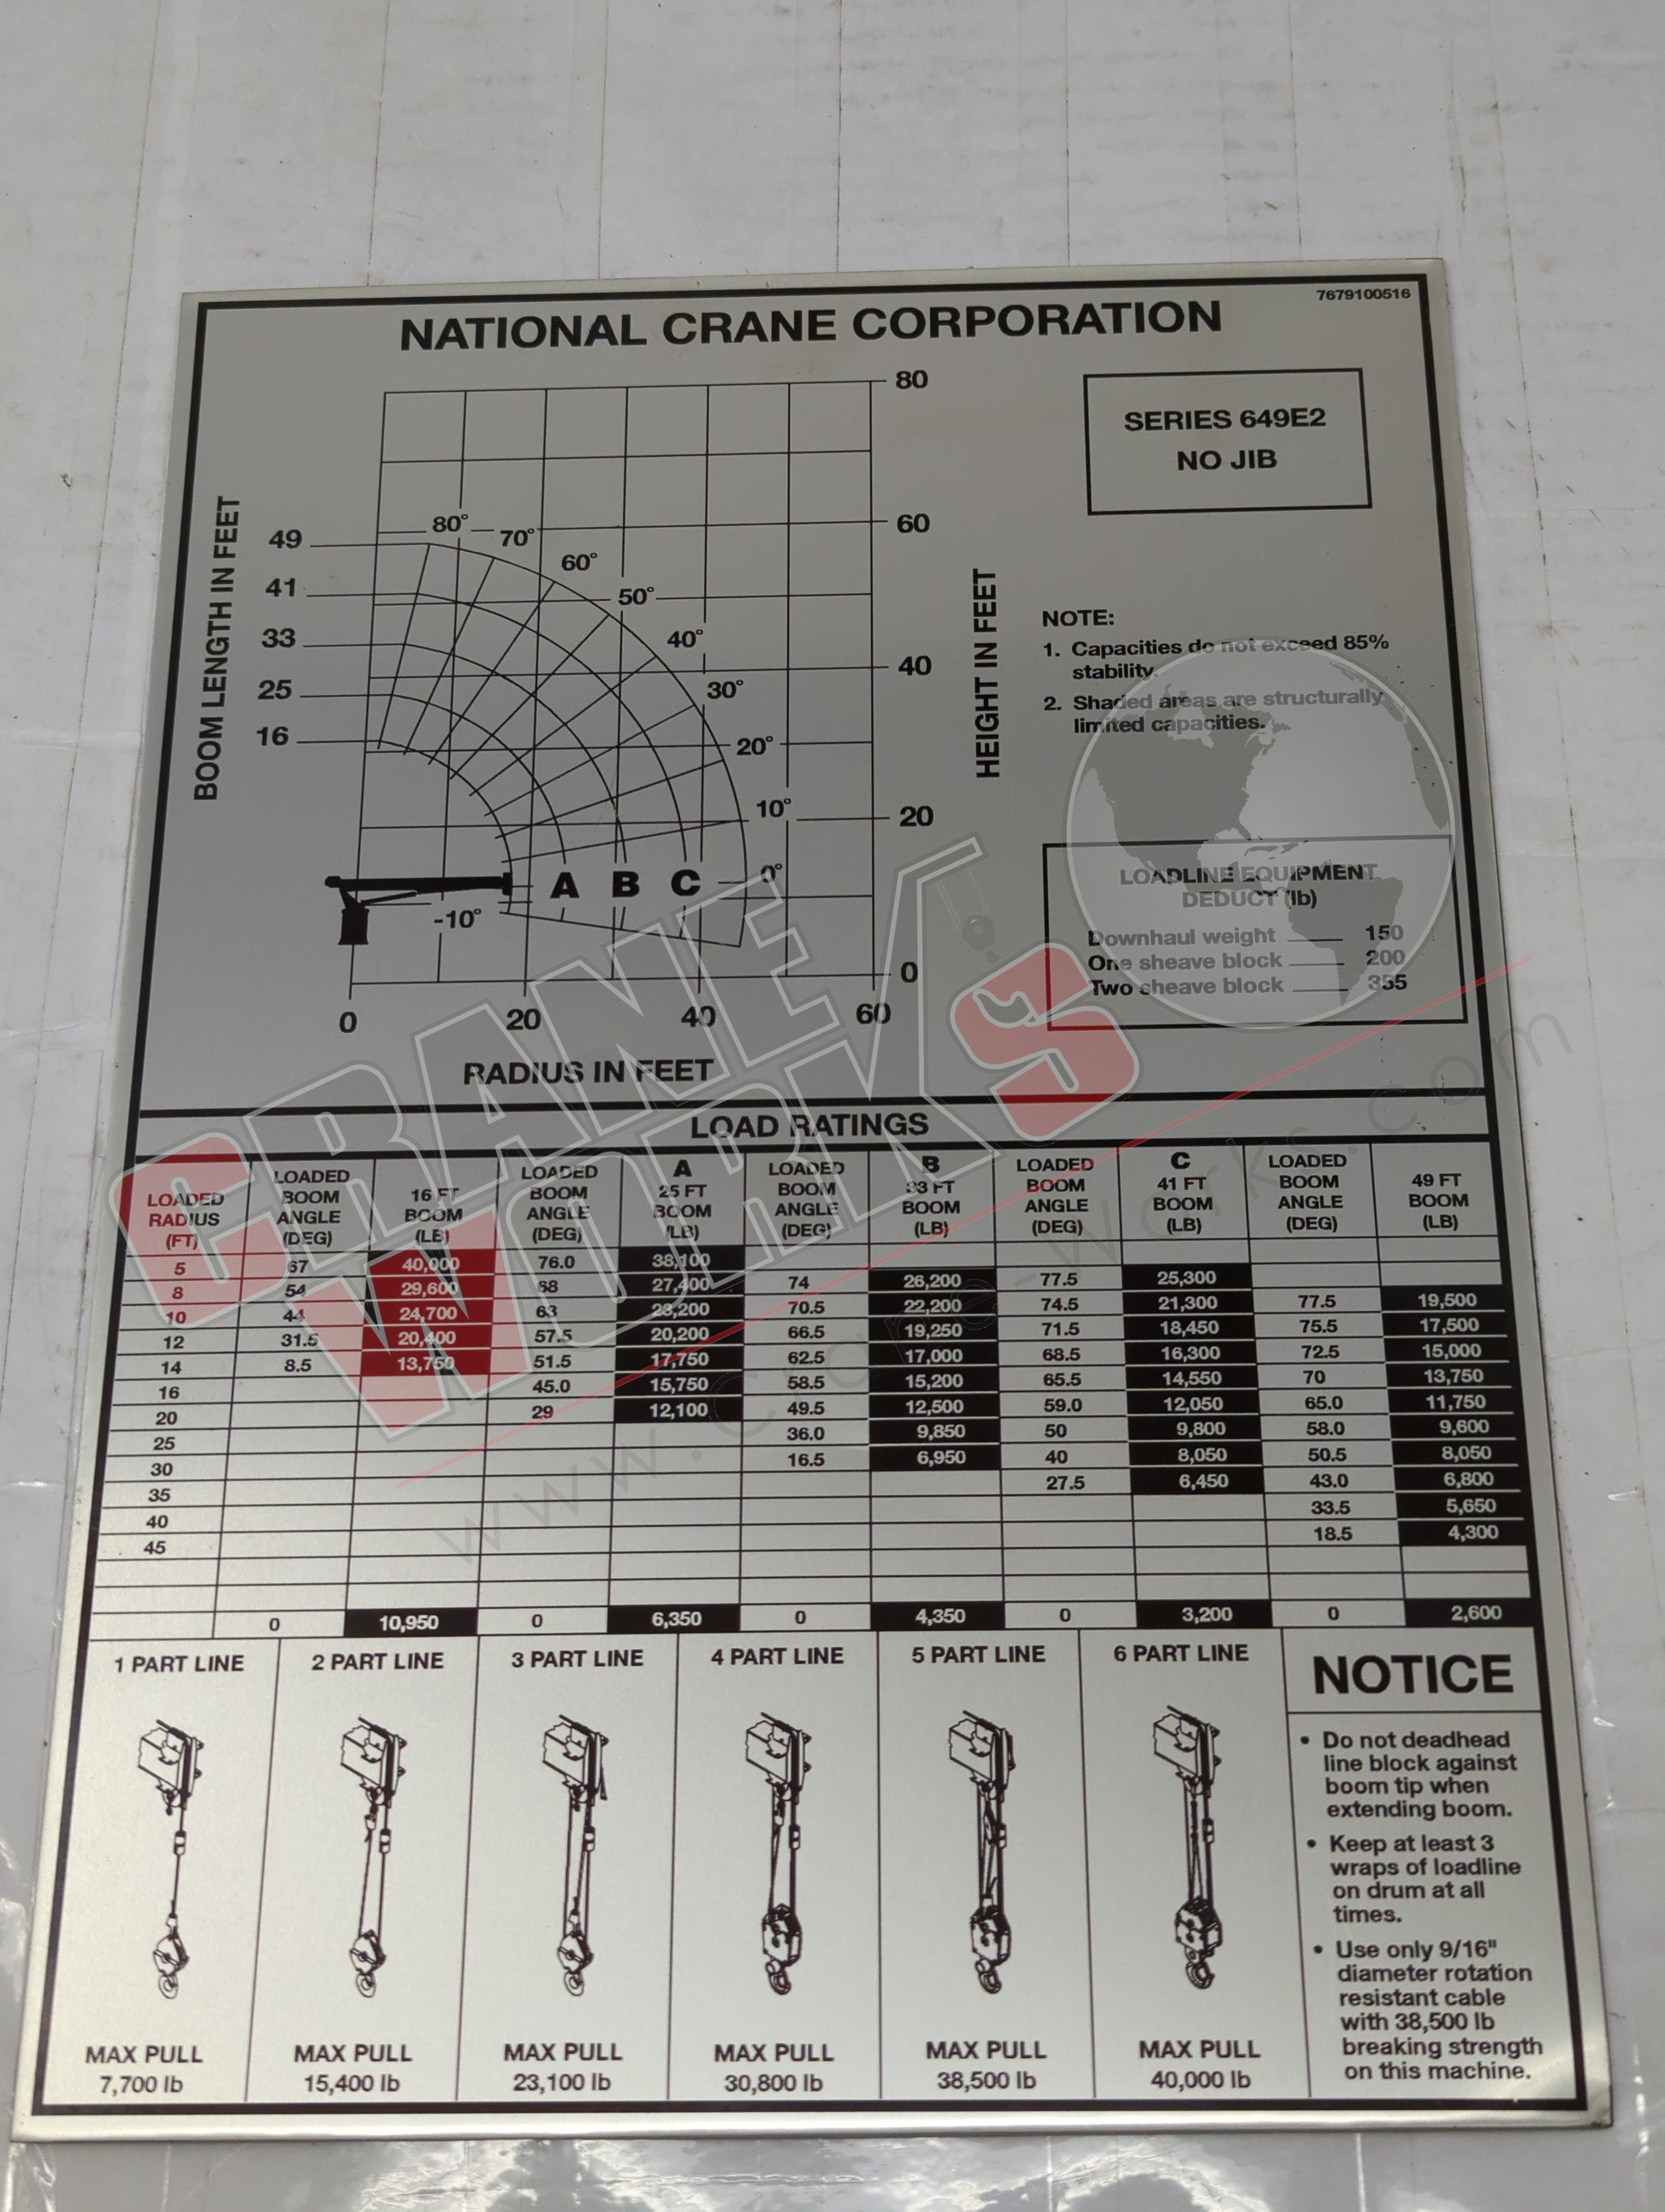 7679100516
NATIONAL CRANE CORPORATION
SERIES 649E2
NO JIB
BOOM LENGTH IN FEET
49
41
33
25
16
80°
70°
60°
50°
40°
30°
20°
10°
0°
-10°
A B C
80
60
40
20
0
HEIGHT IN FEET
0 20 40 60
RADIUS IN FEET
NOTE:
1. Capacities do not exceed 85%
stability.
2. Shaded areas are structurally
limited capacities.
LOADLINE EQUIPMENT
DEDUCT (lb)
Downhaul weight 150
One sheave block 200
Two sheave block 355
CRANE
WORKS
www.crane-works.com
LOAD RATINGS
LOADED RADIUS (FT) LOADED BOOM ANGLE (DEG) 16 FT BOOM (LB) LOADED BOOM ANGLE (DEG) A 25 FT BOOM (LB) LOADED BOOM ANGLE (DEG) B 33 FT BOOM (LB) LOADED BOOM ANGLE (DEG) C 41 FT BOOM (LB) LOADED BOOM ANGLE (DEG) 49 FT BOOM (LB)
5 67 40,000 76.0 38,100
8 54 29,600 68 27,400 74 26,200 77.5 25,300
10 44 24,700 63 23,200 70.5 22,200 74.5 21,300 77.5 19,500
12 31.5 20,400 57.5 20,200 66.5 19,250 71.5 18,450 75.5 17,500
14 8.5 13,750 51.5 17,750 62.5 17,000 68.5 16,300 72.5 15,000
16 45.0 15,750 58.5 15,200 65.5 14,550 70 13,750
20 29 12,100 49.5 12,500 59.0 12,050 65.0 11,750
25 36.0 9,850 50 9,800 58.0 9,600
30 16.5 6,950 40 8,050 50.5 8,050
35 27.5 6,450 43.0 6,800
40 33.5 5,650
45 18.5 4,300
0 10,950 0 6,350 0 4,350 0 3,200 0 2,600
1 PART LINE 2 PART LINE 3 PART LINE 4 PART LINE 5 PART LINE 6 PART LINE
MAX PULL MAX PULL MAX PULL MAX PULL MAX PULL MAX PULL
7,700 lb 15,400 lb 23,100 lb 30,800 lb 38,500 lb 40,000 lb
NOTICE
• Do not deadhead
line block against
boom tip when
extending boom.
• Keep at least 3
wraps of loadline
on drum at all
times.
• Use only 9/16"
diameter rotation
resistant cable
with 38,500 lb
breaking strength
on this machine.